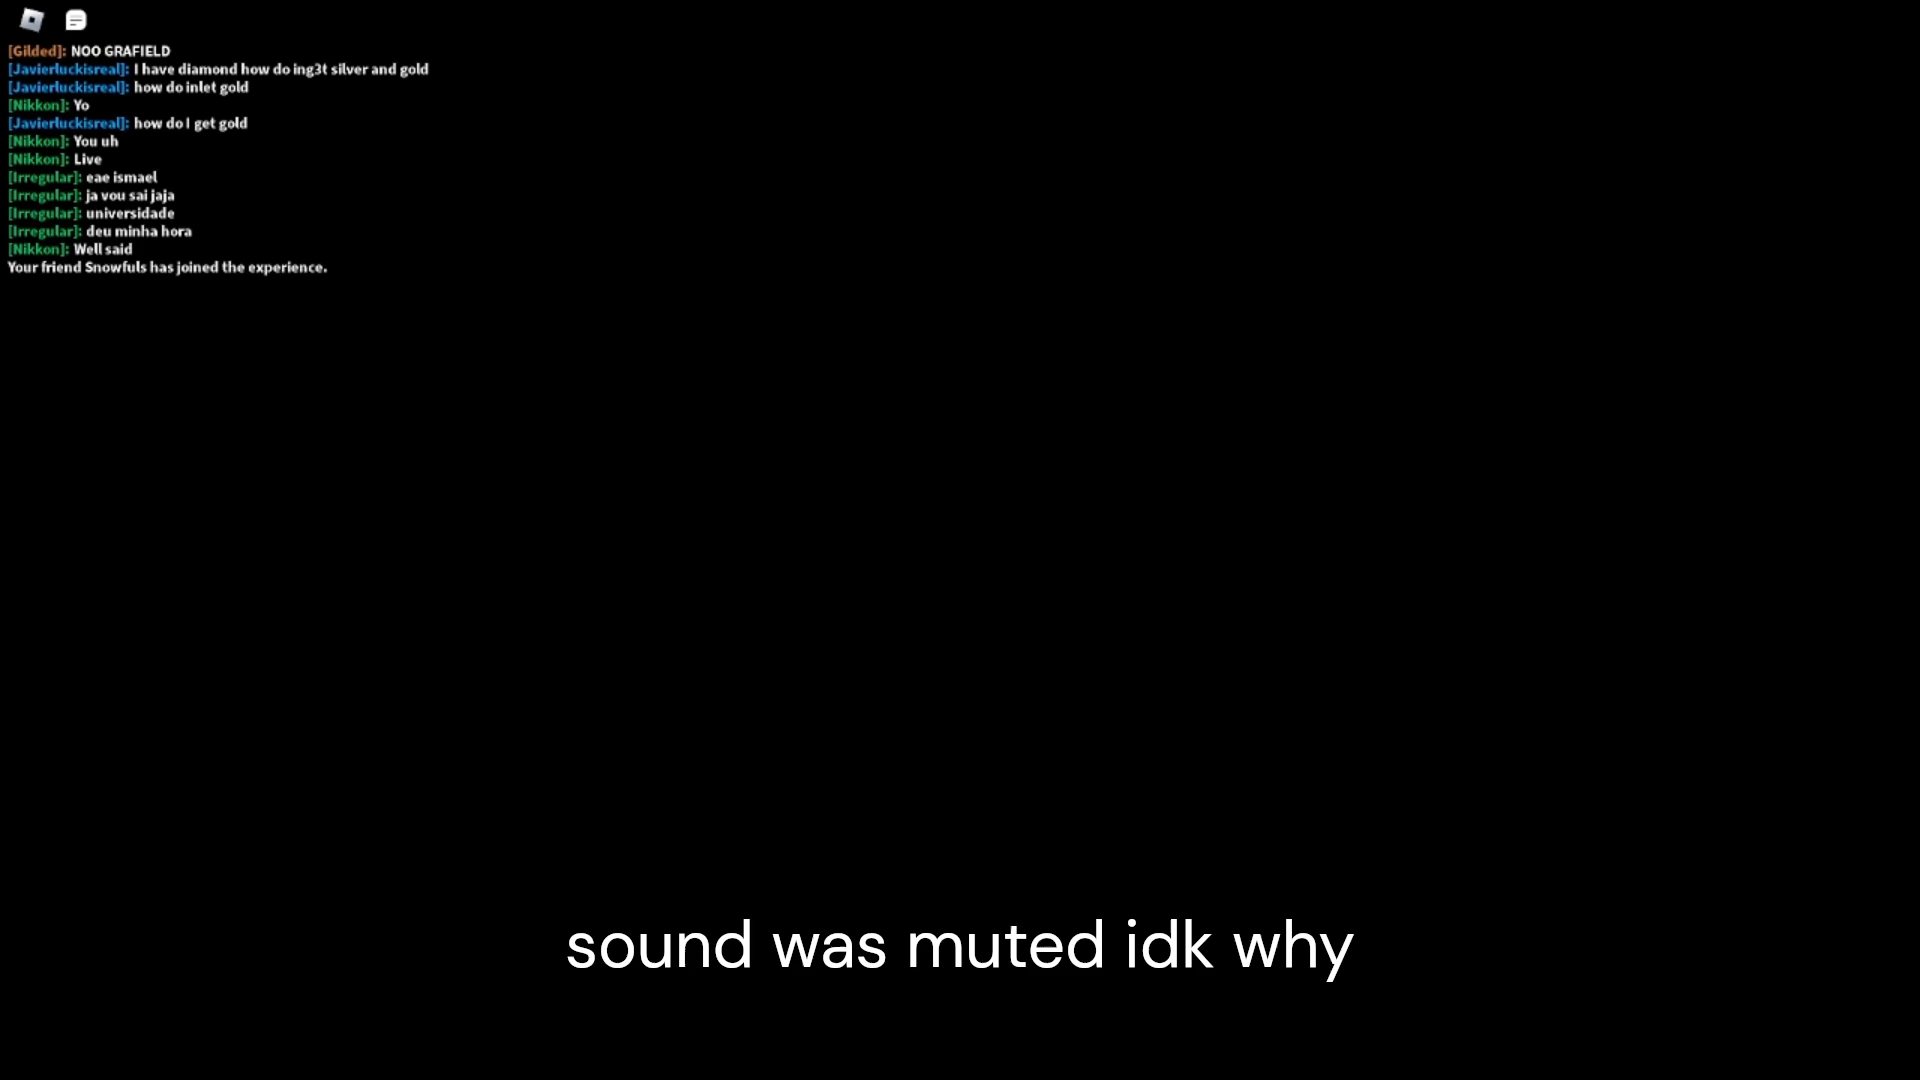 [Gilded]: NOO GRAFIELD
[Javierluckisreal]: I have diamond how do ing3t silver and gold
[Javierluckisreal]: how do inlet gold
[Nikkon]: Yo
[Javierluckisreal]: how do I get gold
[Nikkon]: You uh
[Nikkon]: Live
[Irregular]: eae ismael
[Irregular]: ja vou sai jaja
[Irregular]: universidade
[Irregular]: deu minha hora
[Nikkon]: Well said
Your friend Snowfuls has joined the experience.
sound was muted idk why